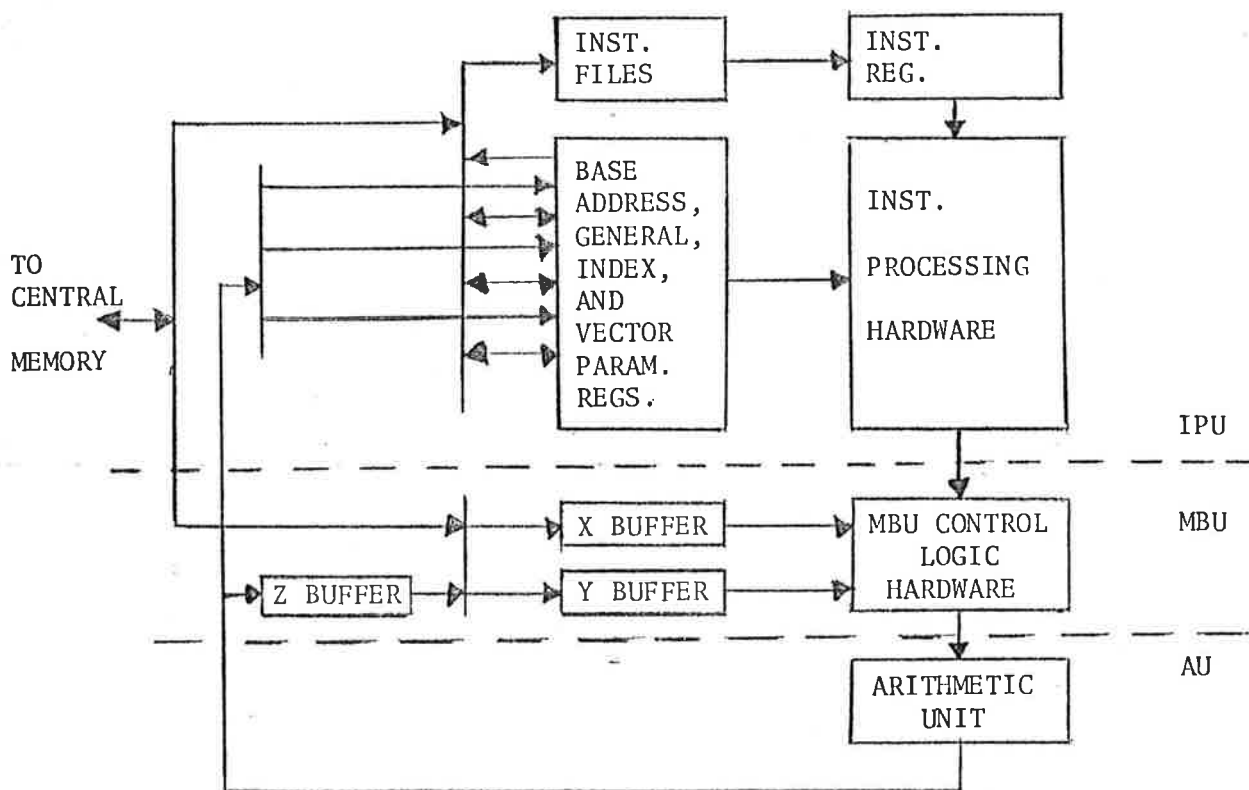 INST.
FILES
INST.
REG.
BASE
ADDRESS,
GENERAL,
INDEX,
AND
VECTOR
PARAM.
REGS.
INST.
PROCESSING
HARDWARE
TO
CENTRAL
MEMORY
IPU
X BUFFER
MBU CONTROL
LOGIC
HARDWARE
MBU
Z BUFFER
Y BUFFER
AU
ARITHMETIC
UNIT